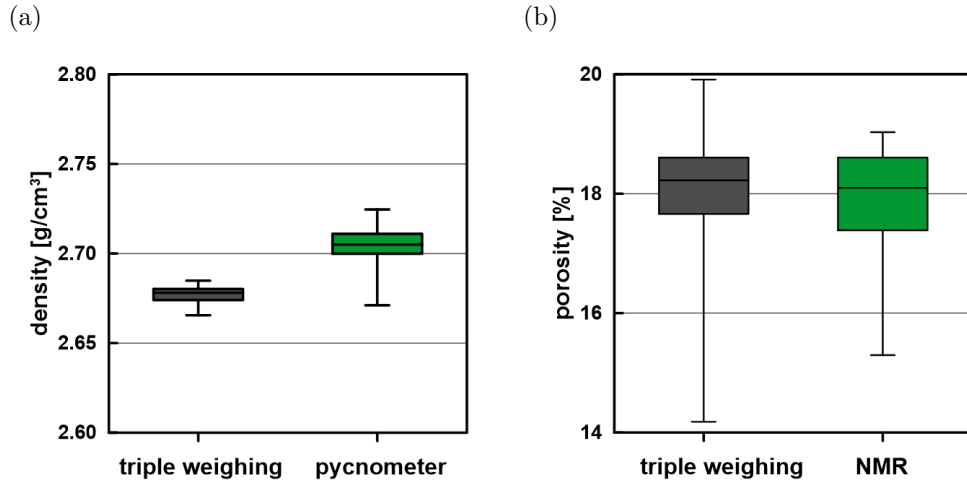 (a)
2.80
2.75
2.70
2.65
2.60
density [g/cm³]
triple weighing pycnometer
(b)
20
18
16
14
porosity [%]
triple weighing NMR